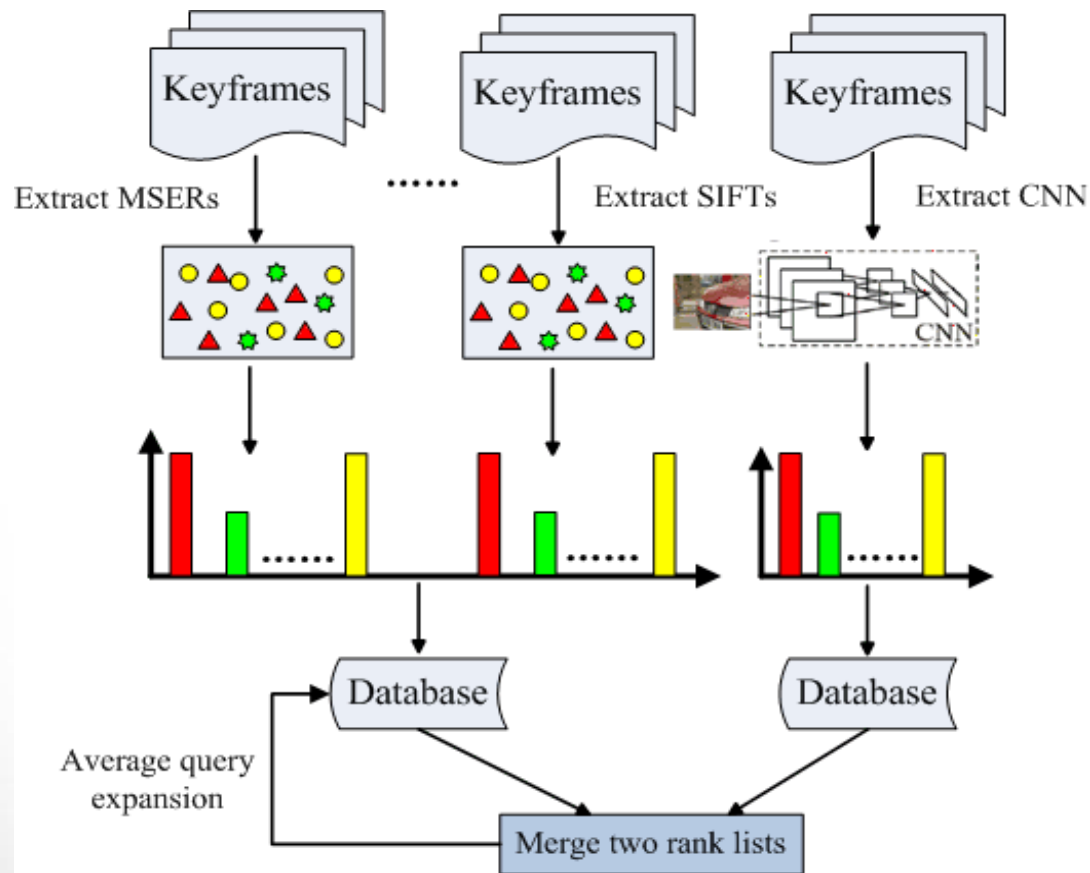 Keyframes
Keyframes
Keyframes
Extract MSERs
......
Extract SIFTs
Extract CNN
CNN
......
......
......
Database
Database
Average query
expansion
Merge two rank lists